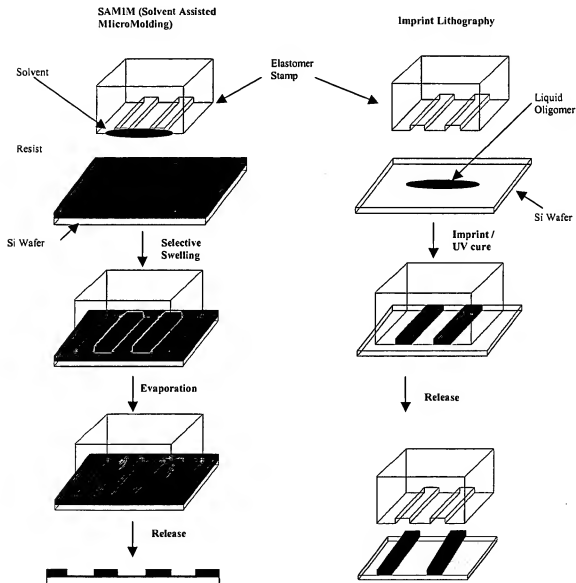 SAMIM (Solvent Assisted
MIicroMolding)
Solvent
Elastomer
Stamp
Resist
Si Wafer
Selective
Swelling
Evaporation
Release
Imprint Lithography
Liquid
Oligomer
Si Wafer
Imprint /
UV cure
Release